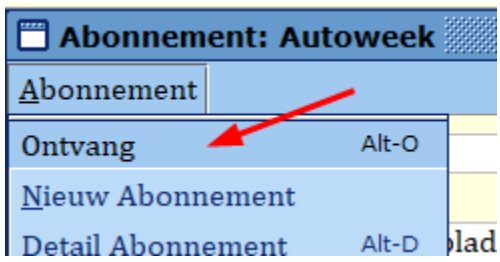 Abonnement: Autoweek
Abonnement
Ontvang Alt-O
Nieuw Abonnement
Detail Abonnement Alt-D